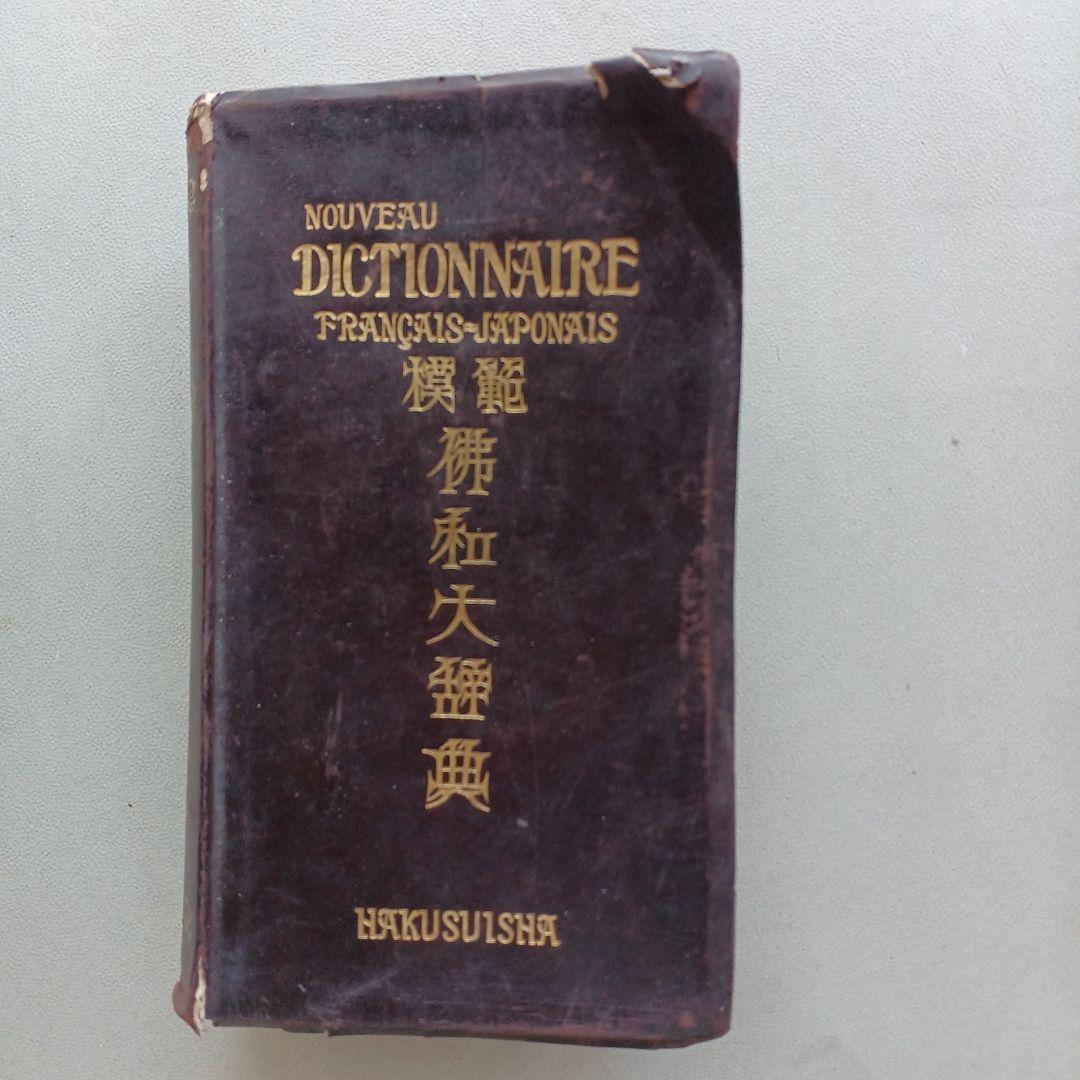 NOUVEAU
DICTIONNAIRE
FRANÇAIS=JAPONAIS
模範
佛和大辭典
HAKUSUISHA